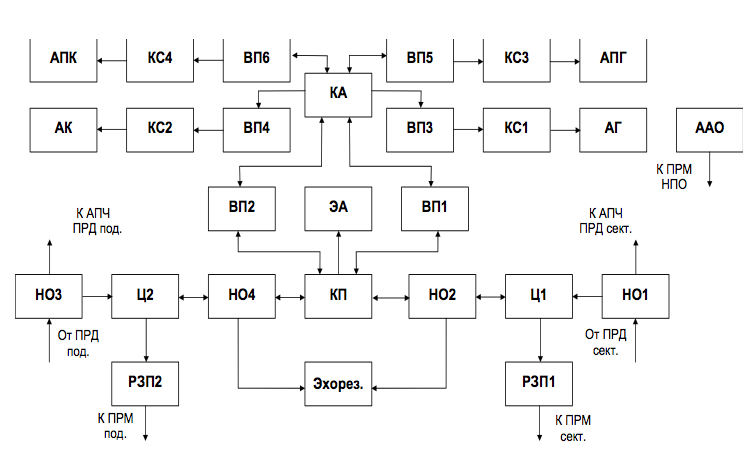 АПК
КС4
ВП6
ВП5
КС3
АПГ
КА
АК
КС2
ВП4
ВП3
КС1
АГ
ААО
К ПРМ
НПО
ВП2
ЭА
ВП1
К АПЧ
ПРД под.
К АПЧ
ПРД сект.
НО3
Ц2
НО4
КП
НО2
Ц1
НО1
От ПРД
под.
От ПРД
сект.
РЗП2
Эхорез.
РЗП1
К ПРМ
под.
К ПРМ
сект.